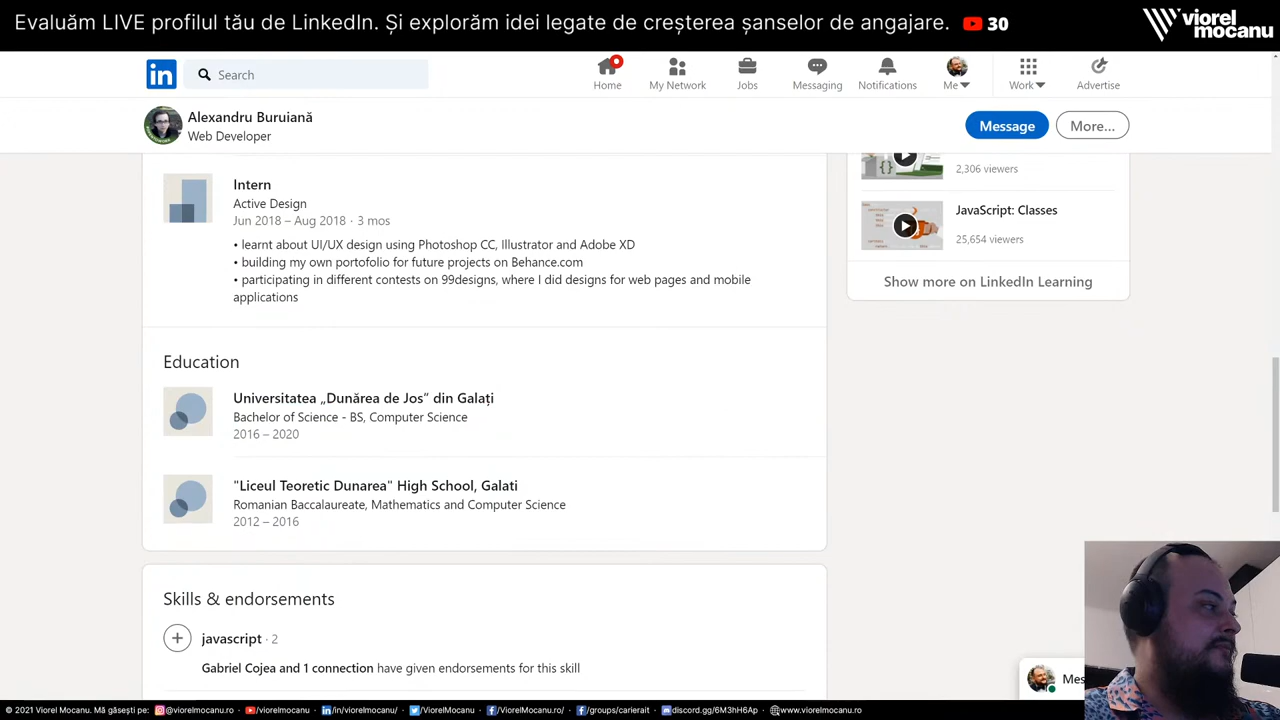 Evaluăm LIVE profilul tău de LinkedIn. Și explorăm idei legate de creșterea șanselor de angajare. 30
viorel
mocanu
in
Search
Home
My Network
Jobs
Messaging
Notifications
Me
Work
Advertise
Alexandru Buruiană
Web Developer
Message
More...
2,306 viewers
JavaScript: Classes
25,654 viewers
Show more on LinkedIn Learning
Intern
Active Design
Jun 2018 – Aug 2018 · 3 mos
• learnt about UI/UX design using Photoshop CC, Illustrator and Adobe XD
• building my own portofolio for future projects on Behance.com
• participating in different contests on 99designs, where I did designs for web pages and mobile
applications
Education
Universitatea „Dunărea de Jos” din Galați
Bachelor of Science - BS, Computer Science
2016 – 2020
"Liceul Teoretic Dunarea" High School, Galati
Romanian Baccalaureate, Mathematics and Computer Science
2012 – 2016
Skills & endorsements
javascript · 2
Gabriel Cojea and 1 connection have given endorsements for this skill
Mes
© 2021 Viorel Mocanu. Mă găsești pe: @viorelmocanu.ro · /viorelmocanu · /in/viorelmocanu/ · /ViorelMocanu · /ViorelMocanu.ro/ · /groups/carierait · discord.gg/6M3hH6Ap · www.viorelmocanu.ro